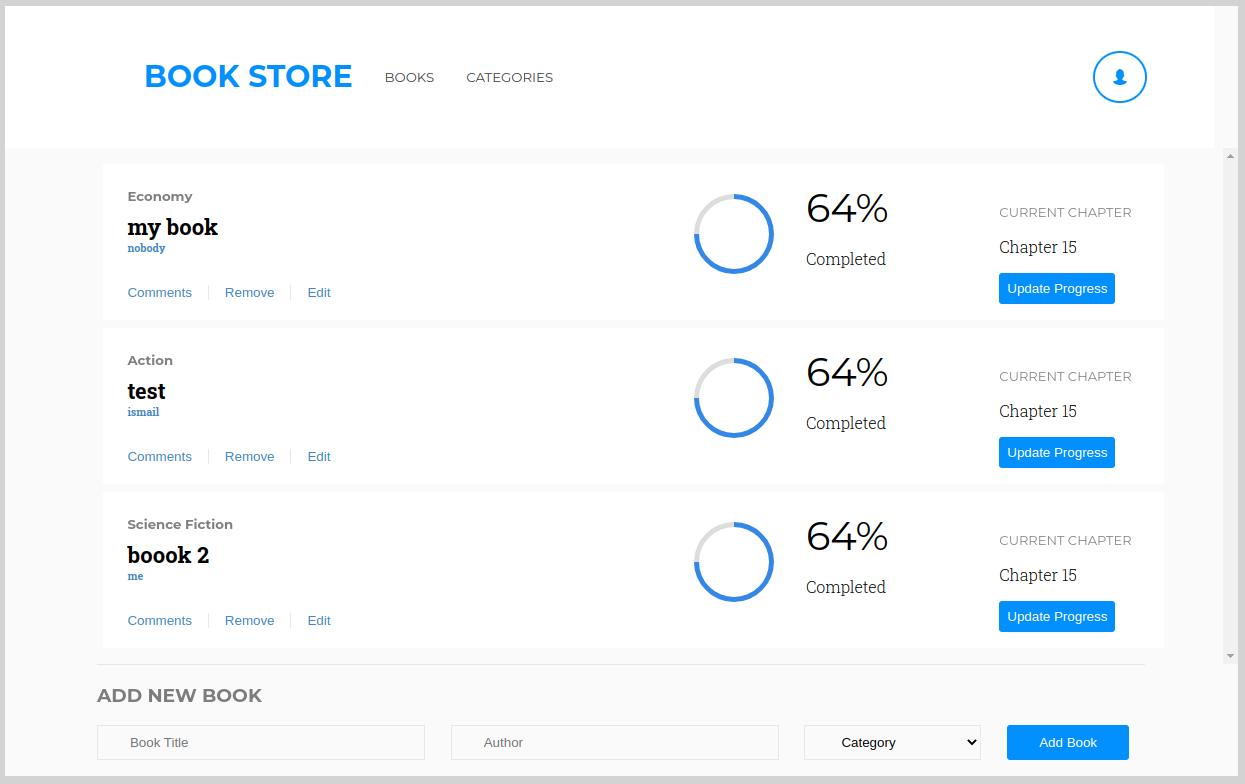 BOOK STORE BOOKS CATEGORIES
Economy
my book
nobody
Comments Remove Edit
64%
Completed
CURRENT CHAPTER
Chapter 15
Update Progress
Action
test
ismail
Comments Remove Edit
64%
Completed
CURRENT CHAPTER
Chapter 15
Update Progress
Science Fiction
boook 2
me
Comments Remove Edit
64%
Completed
CURRENT CHAPTER
Chapter 15
Update Progress
ADD NEW BOOK
Book Title Author Category Add Book